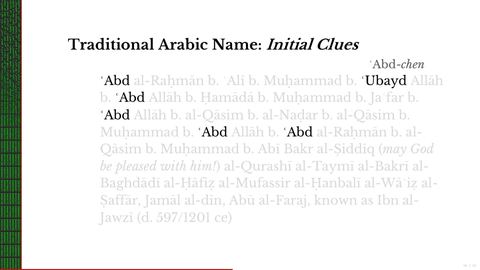 Traditional Arabic Name: Initial Clues
ʿAbd-chen
ʿAbd al-Raḥmān b. ʿAlī b. Muḥammad b. ʿUbayd Allāh
b. ʿAbd Allāh b. Ḥamādā b. Muḥammad b. Jaʿfar b.
ʿAbd Allāh b. al-Qāsim b. al-Naḍar b. al-Qāsim b.
Muḥammad b. ʿAbd Allāh b. ʿAbd al-Raḥmān b. al-
Qāsim b. Muḥammad b. Abī Bakr al-Ṣiddīq (may God
be pleased with him!) al-Qurashī al-Taymī al-Bakrī al-
Baghdādī al-Ḥāfiẓ al-Mufassir al-Ḥanbalī al-Wāʿiẓ al-
Ṣaffār, Jamāl al-dīn, Abū al-Faraj, known as Ibn al-
Jawzī (d. 597/1201 ce)